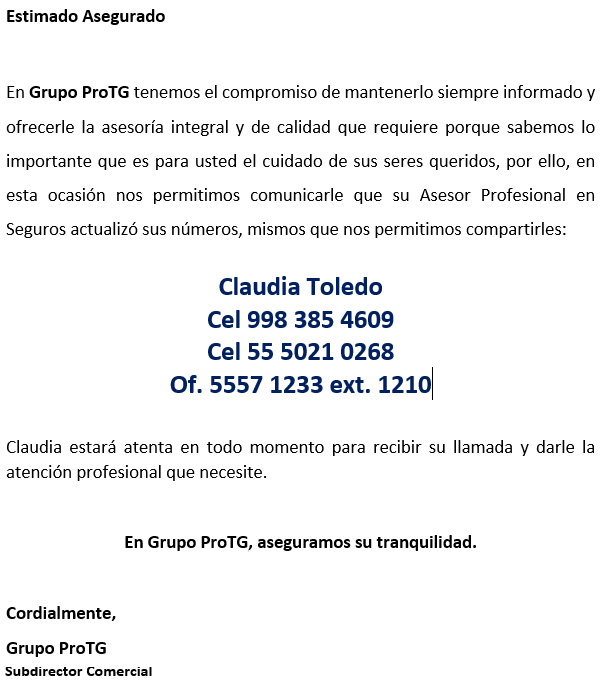 Estimado Asegurado
En Grupo ProTG tenemos el compromiso de mantenerlo siempre informado y
ofrecerle la asesoría integral y de calidad que requiere porque sabemos lo
importante que es para usted el cuidado de sus seres queridos, por ello, en
esta ocasión nos permitimos comunicarle que su Asesor Profesional en
Seguros actualizó sus números, mismos que nos permitimos compartirles:
Claudia Toledo
Cel 998 385 4609
Cel 55 5021 0268
Of. 5557 1233 ext. 1210
Claudia estará atenta en todo momento para recibir su llamada y darle la
atención profesional que necesite.
En Grupo ProTG, aseguramos su tranquilidad.
Cordialmente,
Grupo ProTG
Subdirector Comercial